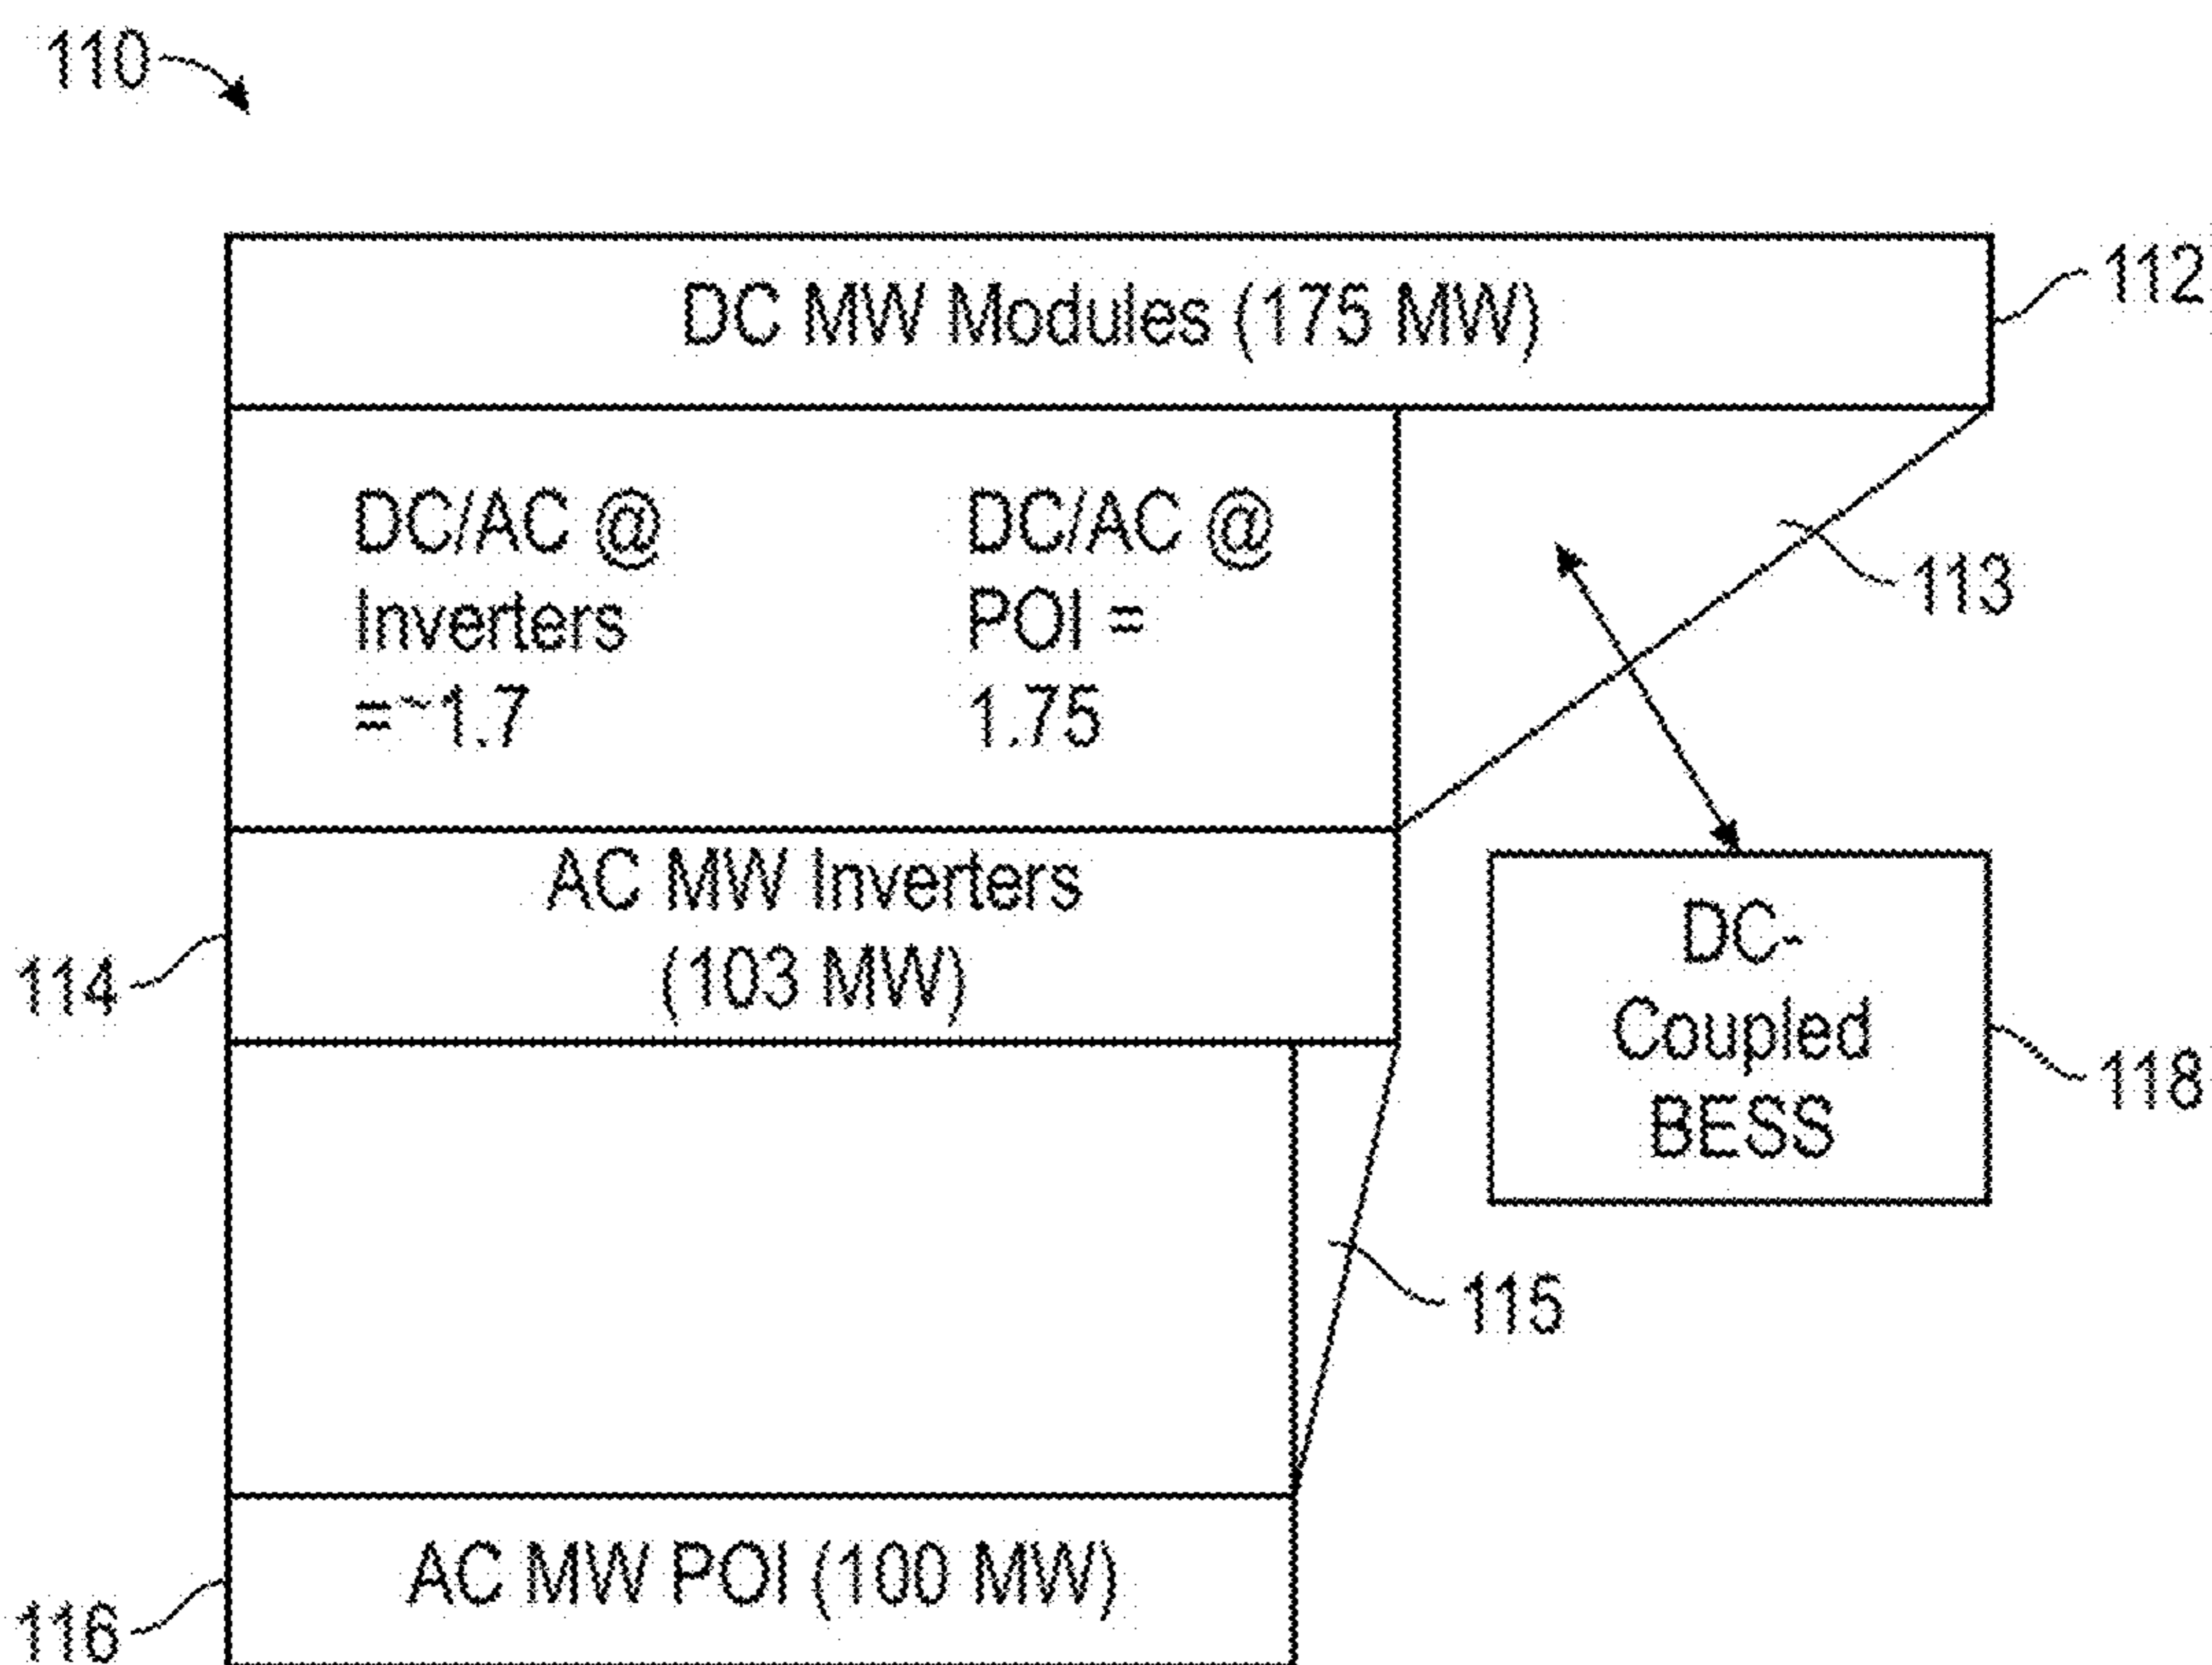 110
DC MW Modules (175 MW)
112
DC/AC @
Inverters
=~1.7
DC/AC @
POI =
1.75
113
AC MW Inverters
(103 MW)
114
DC-
Coupled
BESS
118
115
AC MW POI (100 MW)
116